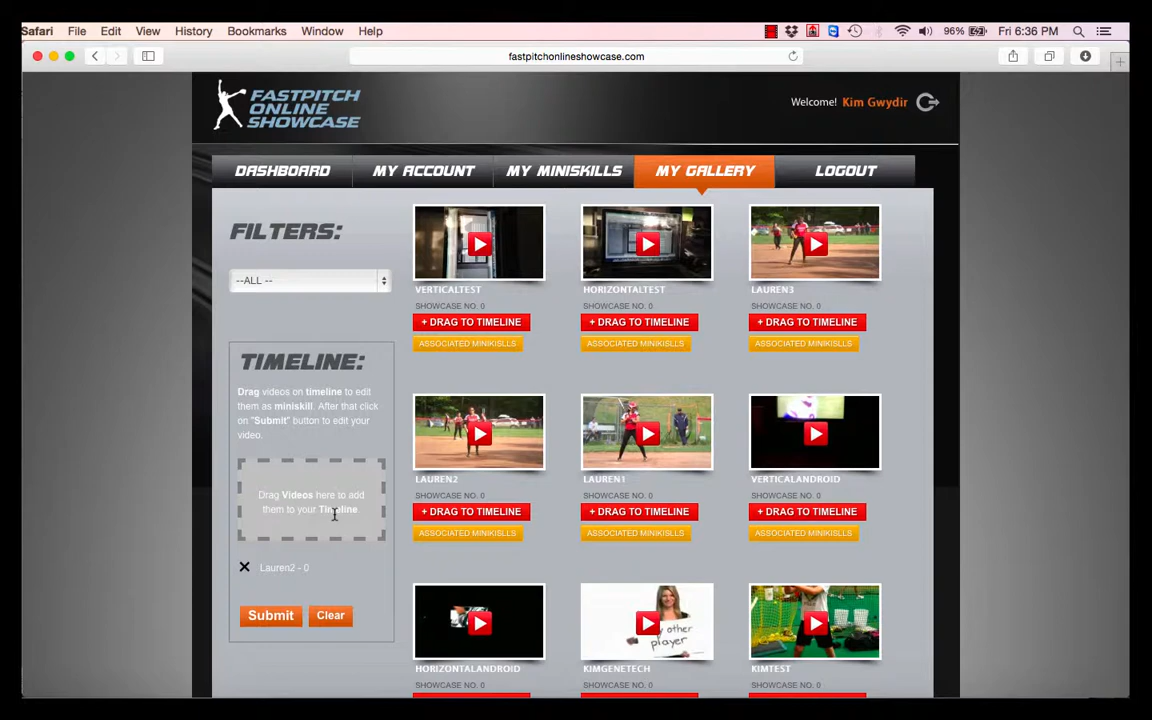 Safari File Edit View History Bookmarks Window Help 96% Fri 6:36 PM
fastpitchonlineshowcase.com
FASTPITCH
ONLINE
SHOWCASE
Welcome! Kim Gwydir
DASHBOARD MY ACCOUNT MY MINISKILLS MY GALLERY LOGOUT
FILTERS:
--ALL --
TIMELINE:
Drag videos on timeline to edit
them as miniskill. After that click
on "Submit" button to edit your
video.
Drag Videos here to add
them to your Timeline.
Lauren2 - 0
Submit Clear
VERTICALTEST HORIZONTALTEST LAUREN3
SHOWCASE NO. 0 SHOWCASE NO. 0 SHOWCASE NO. 0
+ DRAG TO TIMELINE + DRAG TO TIMELINE + DRAG TO TIMELINE
ASSOCIATED MINIKISLLS ASSOCIATED MINIKISLLS ASSOCIATED MINIKISLLS
LAUREN2 LAUREN1 VERTICALANDROID
SHOWCASE NO. 0 SHOWCASE NO. 0 SHOWCASE NO. 0
+ DRAG TO TIMELINE + DRAG TO TIMELINE + DRAG TO TIMELINE
ASSOCIATED MINIKISLLS ASSOCIATED MINIKISLLS ASSOCIATED MINIKISLLS
y other
player
HORIZONTALANDROID KIMGENETECH KIMTEST
SHOWCASE NO. 0 SHOWCASE NO. 0 SHOWCASE NO. 0